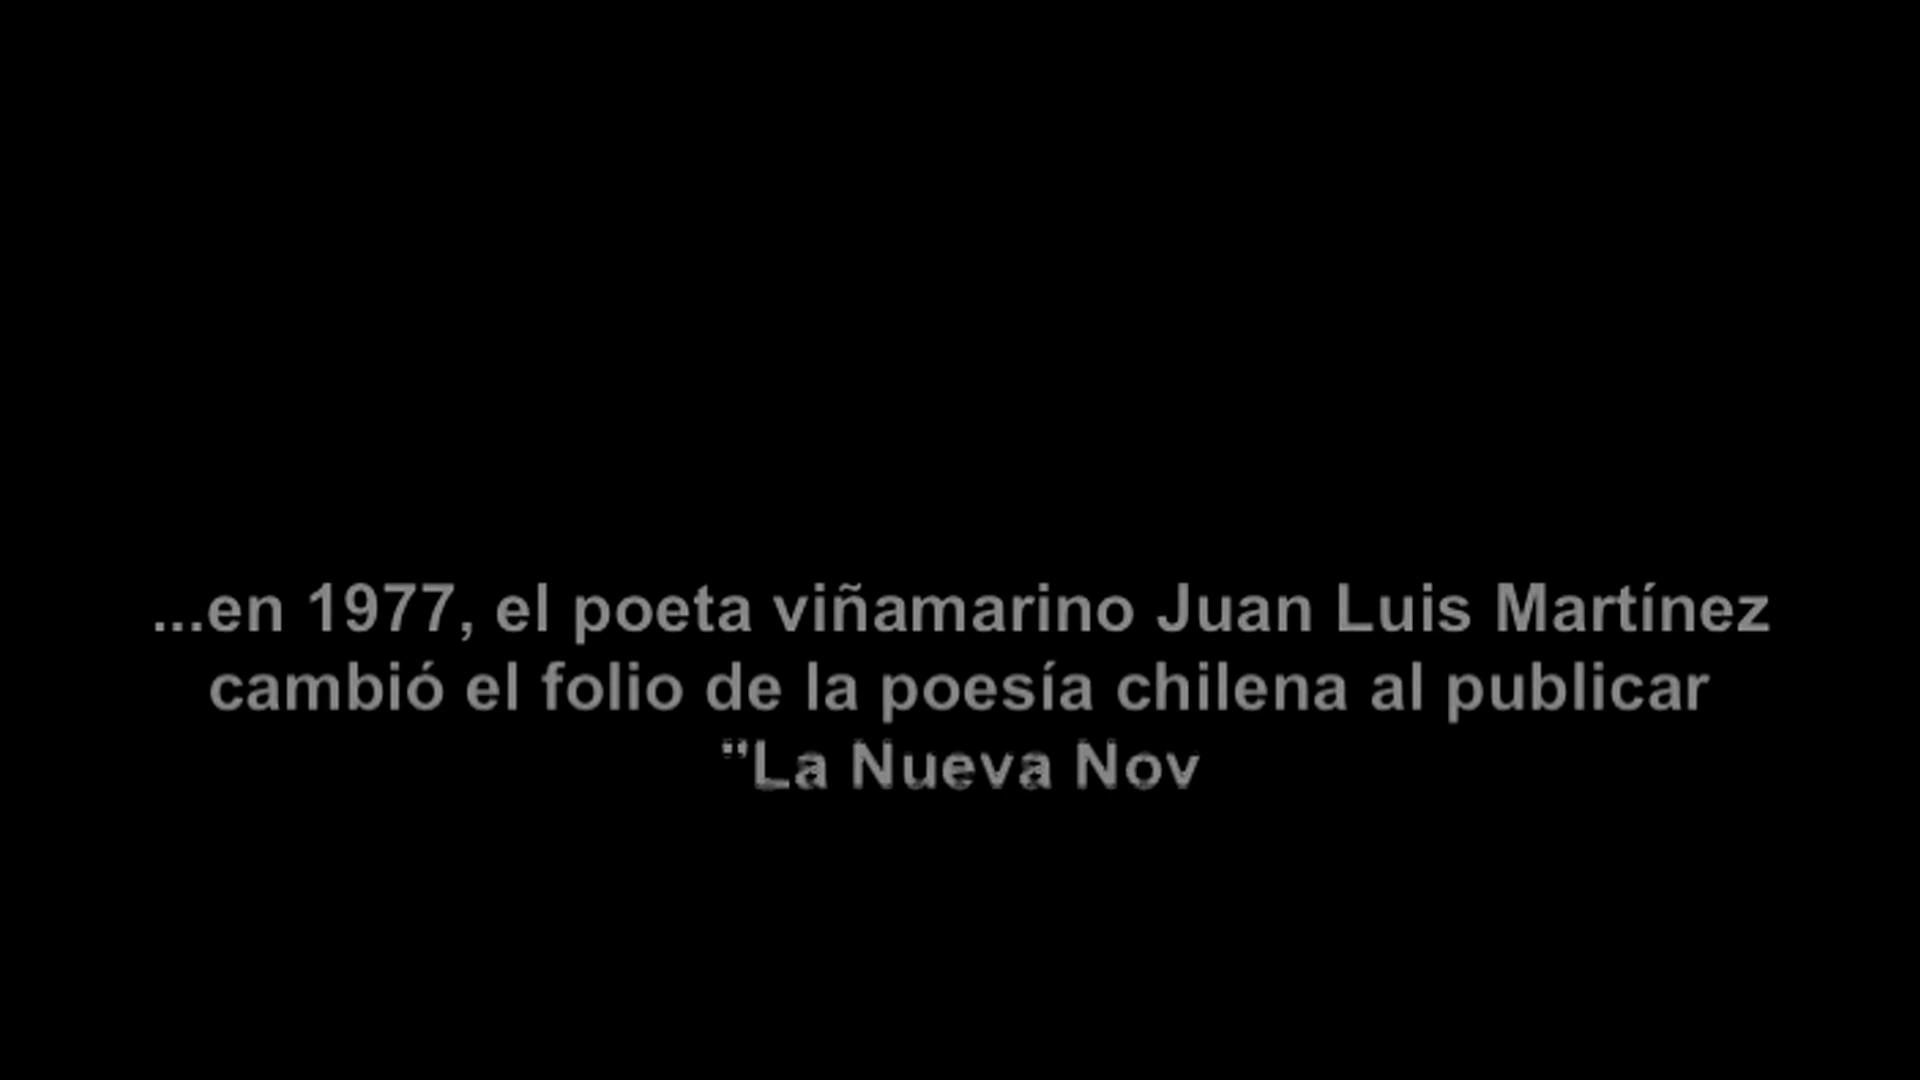 ...en 1977, el poeta viñamarino Juan Luis Martínez
cambió el folio de la poesía chilena al publicar
"La Nueva Nov